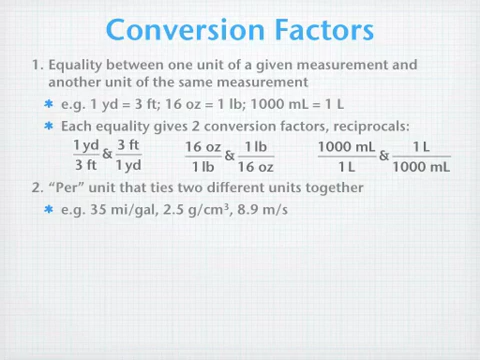 Conversion Factors
1. Equality between one unit of a given measurement and
another unit of the same measurement
✱ e.g. 1 yd = 3 ft; 16 oz = 1 lb; 1000 mL = 1 L
✱ Each equality gives 2 conversion factors, reciprocals:
1 yd/3 ft & 3 ft/1 yd 16 oz/1 lb & 1 lb/16 oz 1000 mL/1 L & 1 L/1000 mL
2. “Per” unit that ties two different units together
✱ e.g. 35 mi/gal, 2.5 g/cm³, 8.9 m/s